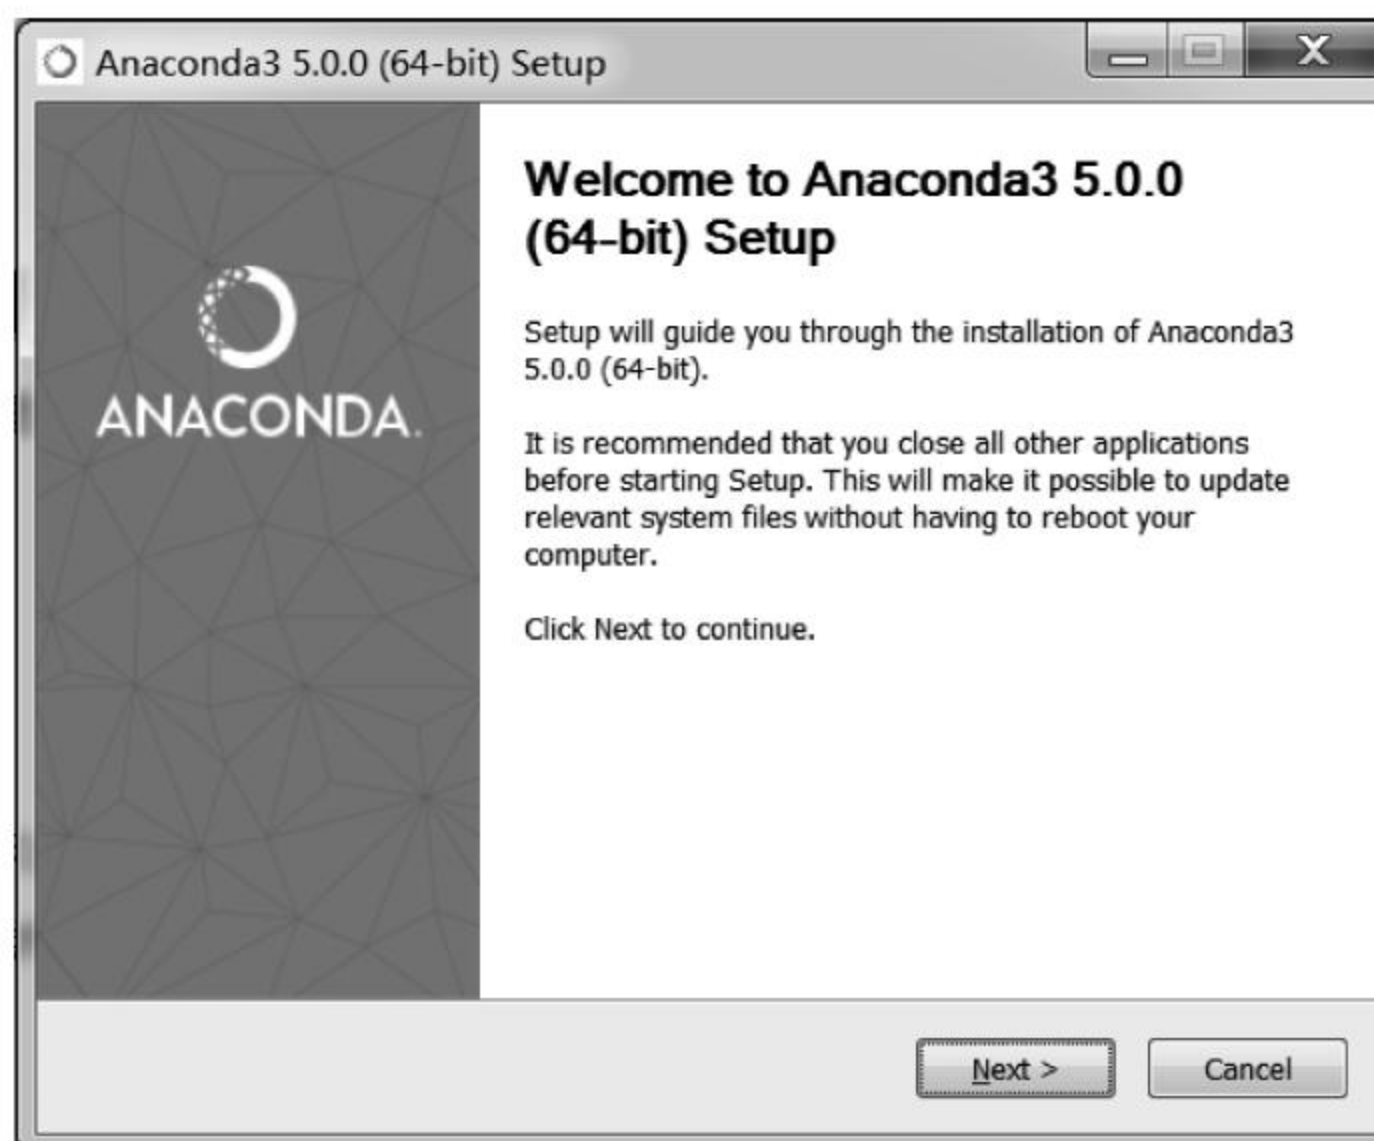 Anaconda3 5.0.0 (64-bit) Setup
ANACONDA.
Welcome to Anaconda3 5.0.0
(64-bit) Setup
Setup will guide you through the installation of Anaconda3
5.0.0 (64-bit).
It is recommended that you close all other applications
before starting Setup. This will make it possible to update
relevant system files without having to reboot your
computer.
Click Next to continue.
Next >
Cancel